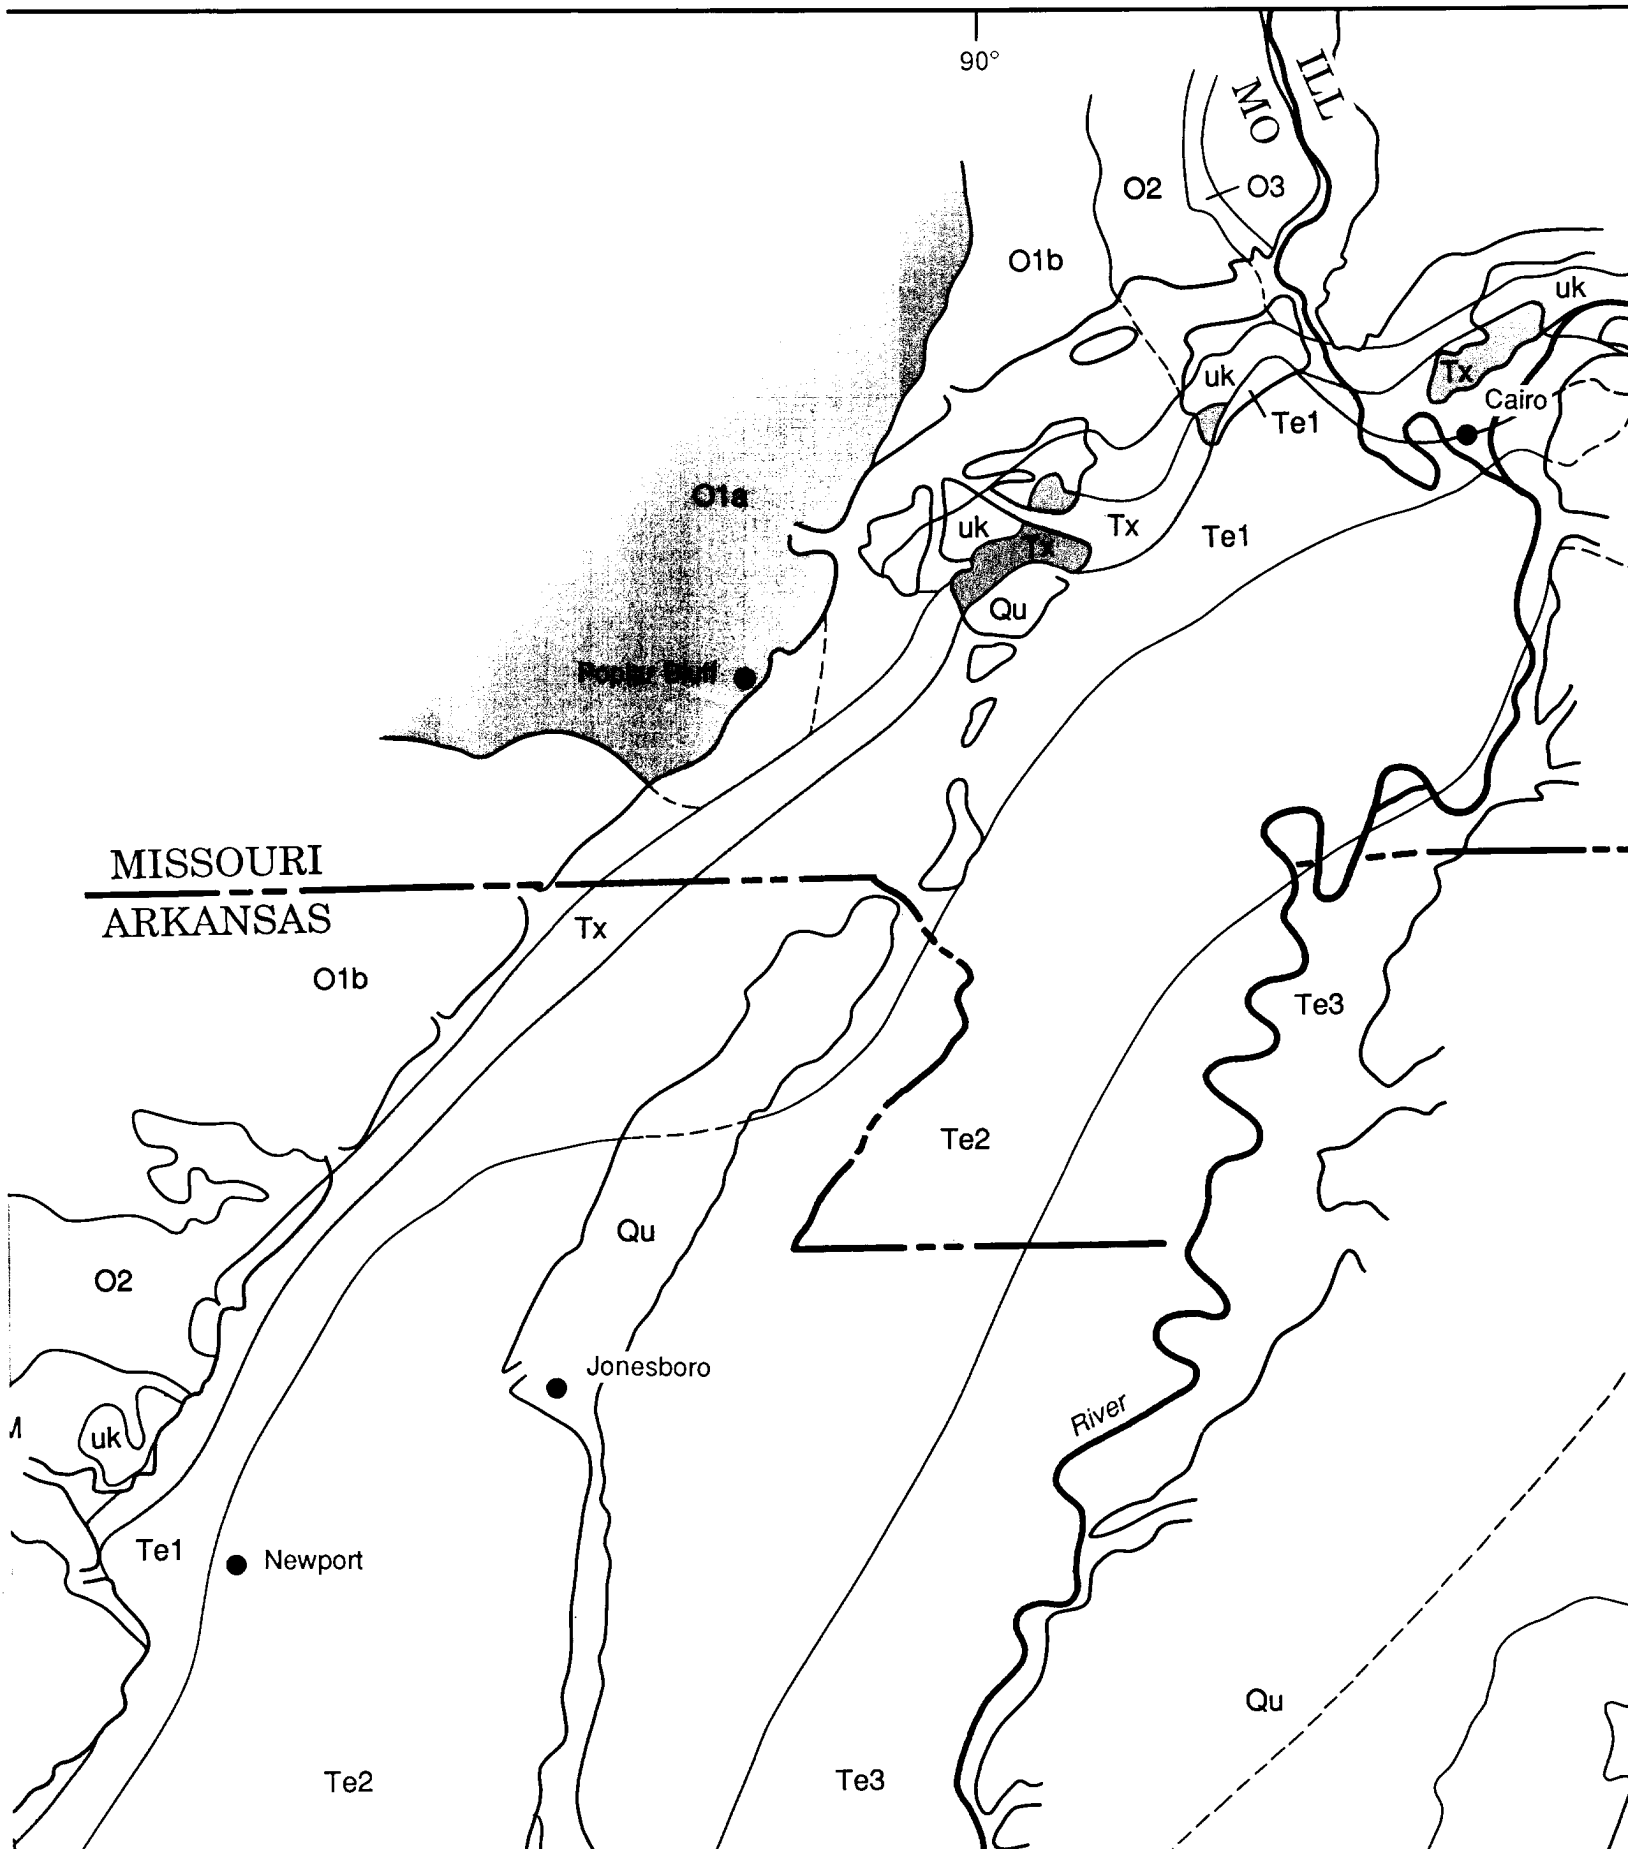 90°
MO
ILL
O2
O3
O1b
uk
Tx
Cairo
uk
Te1
O1a
uk
Tx
Te1
Tx
Qu
Poplar Bluff
MISSOURI
ARKANSAS
Tx
O1b
Te3
Te2
Qu
O2
Jonesboro
River
uk
Te1
Newport
Qu
Te2
Te3